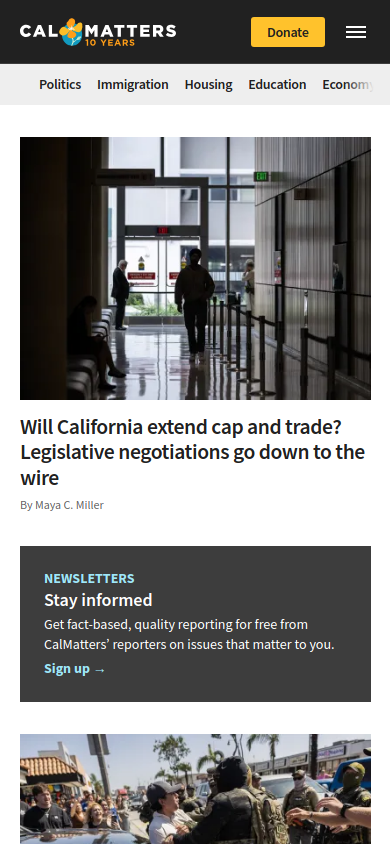 CALMATTERS
10 YEARS
Donate
Politics Immigration Housing Education Economy
EXIT
Will California extend cap and trade?
Legislative negotiations go down to the
wire
By Maya C. Miller
NEWSLETTERS
Stay informed
Get fact-based, quality reporting for free from
CalMatters’ reporters on issues that matter to you.
Sign up →